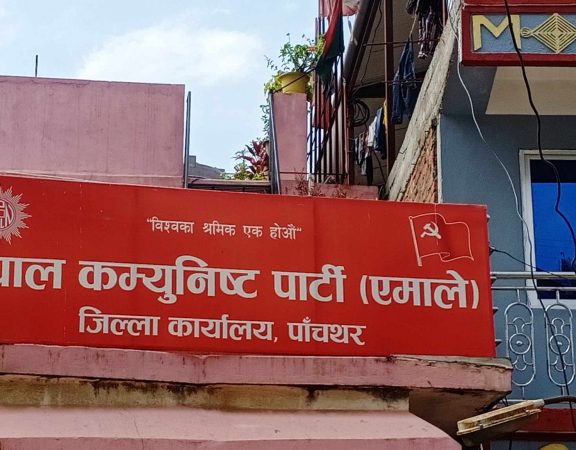 "विश्वका श्रमिक एक होऔ"
पाल कम्युनिष्ट पार्टी (एमाले)
जिल्ला कार्यालय, पाँचथर
M